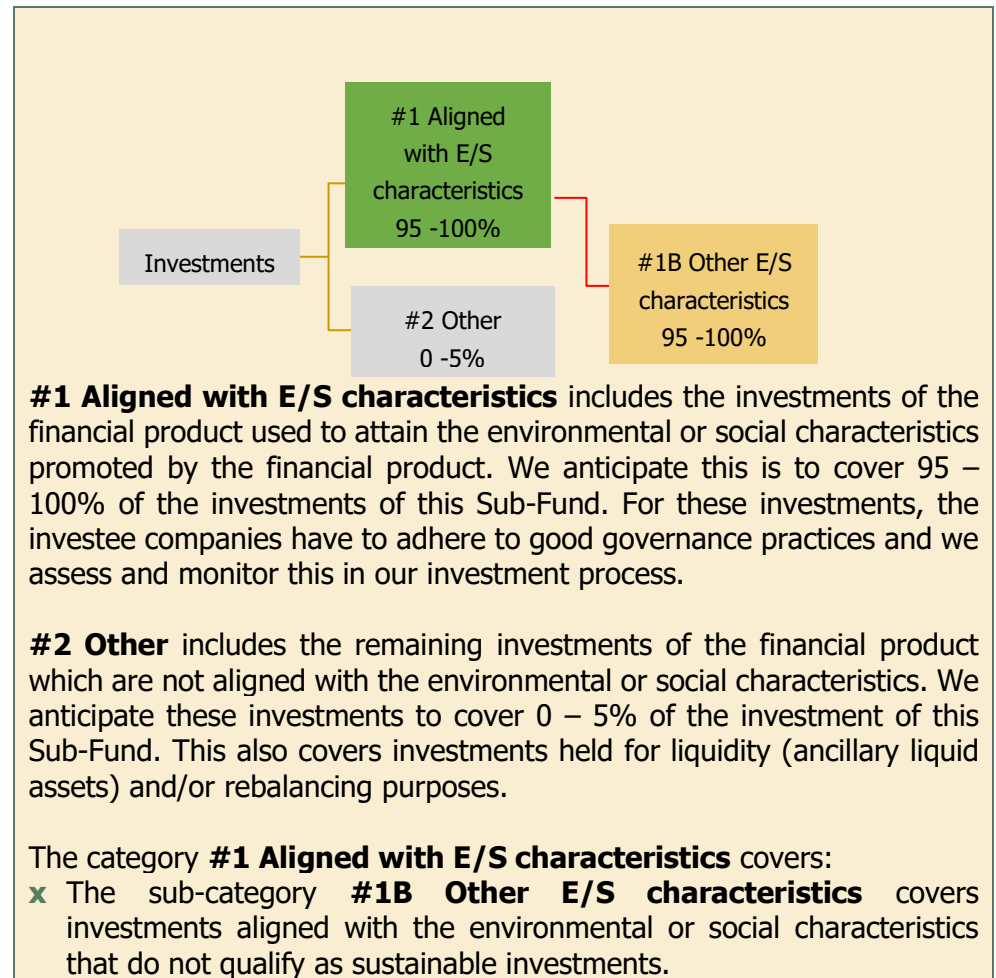 #1 Aligned
with E/S
characteristics
95 -100%
Investments
#1B Other E/S
characteristics
95 -100%
#2 Other
0 -5%
#1 Aligned with E/S characteristics includes the investments of the
financial product used to attain the environmental or social characteristics
promoted by the financial product. We anticipate this is to cover 95 –
100% of the investments of this Sub-Fund. For these investments, the
investee companies have to adhere to good governance practices and we
assess and monitor this in our investment process.
#2 Other includes the remaining investments of the financial product
which are not aligned with the environmental or social characteristics. We
anticipate these investments to cover 0 – 5% of the investment of this
Sub-Fund. This also covers investments held for liquidity (ancillary liquid
assets) and/or rebalancing purposes.
The category #1 Aligned with E/S characteristics covers:
x The sub-category #1B Other E/S characteristics covers
investments aligned with the environmental or social characteristics
that do not qualify as sustainable investments.